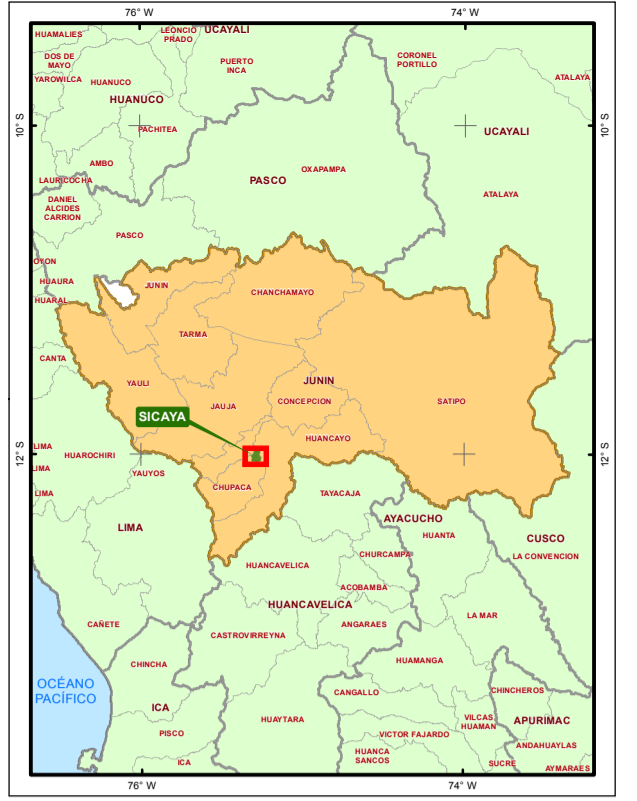 76° W
74° W
HUAMALIES
LEONCIO
PRADO
UCAYALI
DOS DE
MAYO
PUERTO
INCA
CORONEL
PORTILLO
YAROWILCA
HUANUCO
ATALAYA
HUANUCO
10° S
10° S
PACHITEA
UCAYALI
AMBO
OXAPAMPA
LAURICOCHA
PASCO
DANIEL
ALCIDES
CARRION
ATALAYA
PASCO
OYON
HUAURA
JUNIN
CHANCHAMAYO
HUARAL
TARMA
CANTA
YAULI
JUNIN
JAUJA
CONCEPCION
SATIPO
SICAYA
HUANCAYO
LIMA
HUAROCHIRI
12° S
12° S
LIMA
YAUYOS
CHUPACA
LIMA
TAYACAJA
LIMA
AYACUCHO
HUANTA
CUSCO
CHURCAMPA
LA CONVENCION
HUANCAVELICA
ACOBAMBA
HUANCAVELICA
LA MAR
CAÑETE
CASTROVIRREYNA
ANGARAES
CHINCHA
HUAMANGA
OCÉANO
PACÍFICO
CANGALLO
CHINCHEROS
ICA
HUAYTARA
VILCAS
HUAMAN
APURIMAC
PISCO
VICTOR FAJARDO
ANDAHUAYLAS
HUANCA
SANCOS
ICA
SUCRE
AYMARAES
76° W
74° W